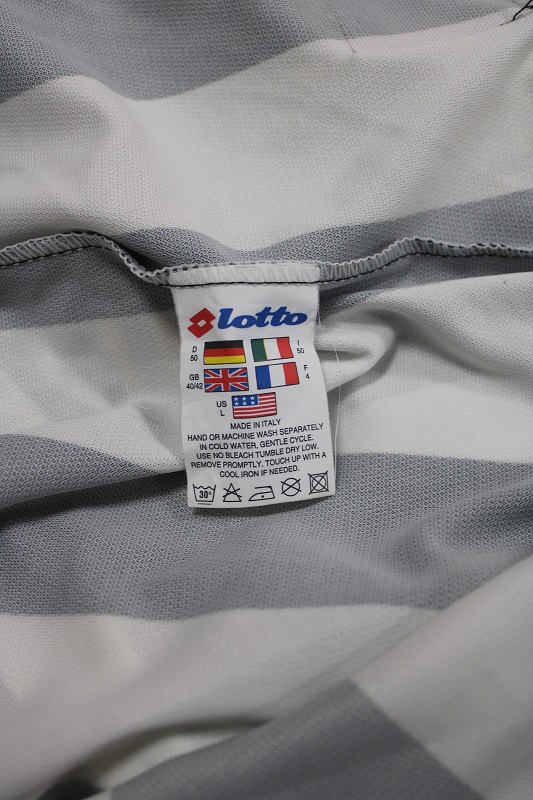 lotto
D 50 I 50
GB 40/42 F 4
US L
MADE IN ITALY
HAND OR MACHINE WASH SEPARATELY
IN COLD WATER, GENTLE CYCLE.
USE NO BLEACH TUMBLE DRY LOW.
REMOVE PROMPTLY. TOUCH UP WITH A
COOL IRON IF NEEDED.
30°